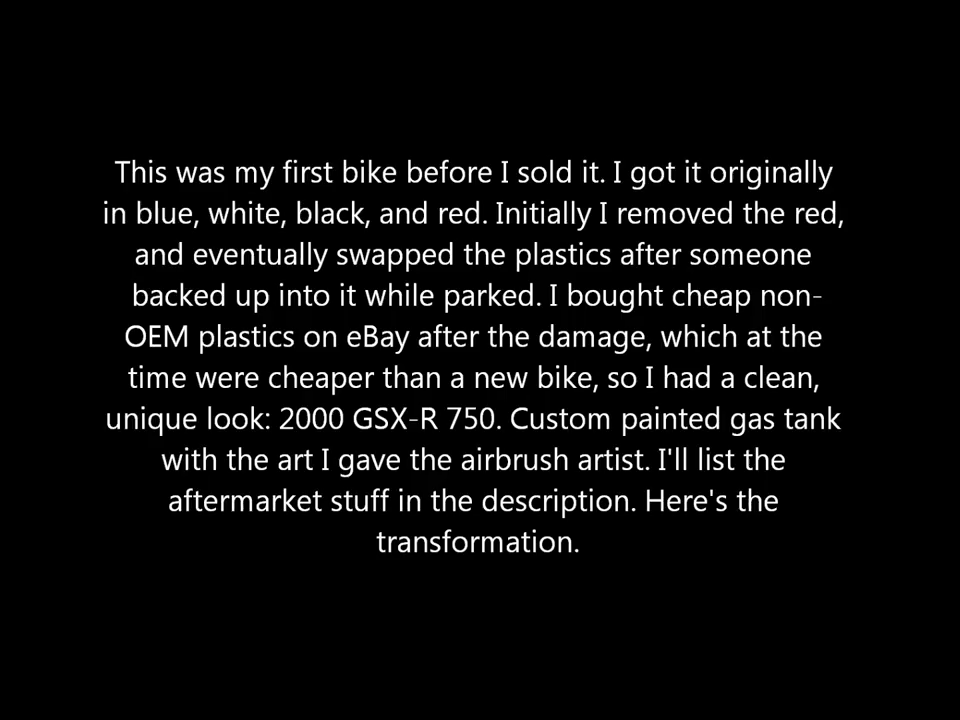 This was my first bike before I sold it. I got it originally
in blue, white, black, and red. Initially I removed the red,
and eventually swapped the plastics after someone
backed up into it while parked. I bought cheap non-
OEM plastics on eBay after the damage, which at the
time were cheaper than a new bike, so I had a clean,
unique look: 2000 GSX-R 750. Custom painted gas tank
with the art I gave the airbrush artist. I'll list the
aftermarket stuff in the description. Here's the
transformation.